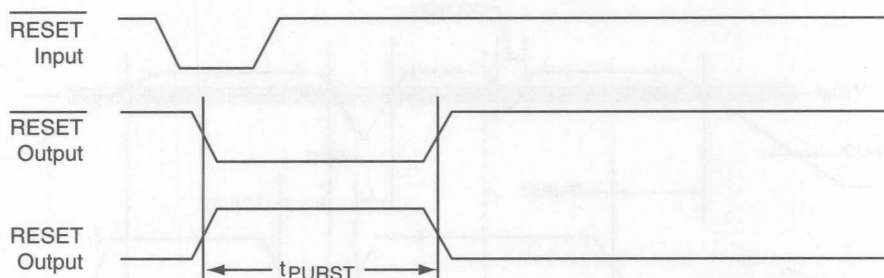 RESET
Input
RESET
Output
RESET
Output
tPURST